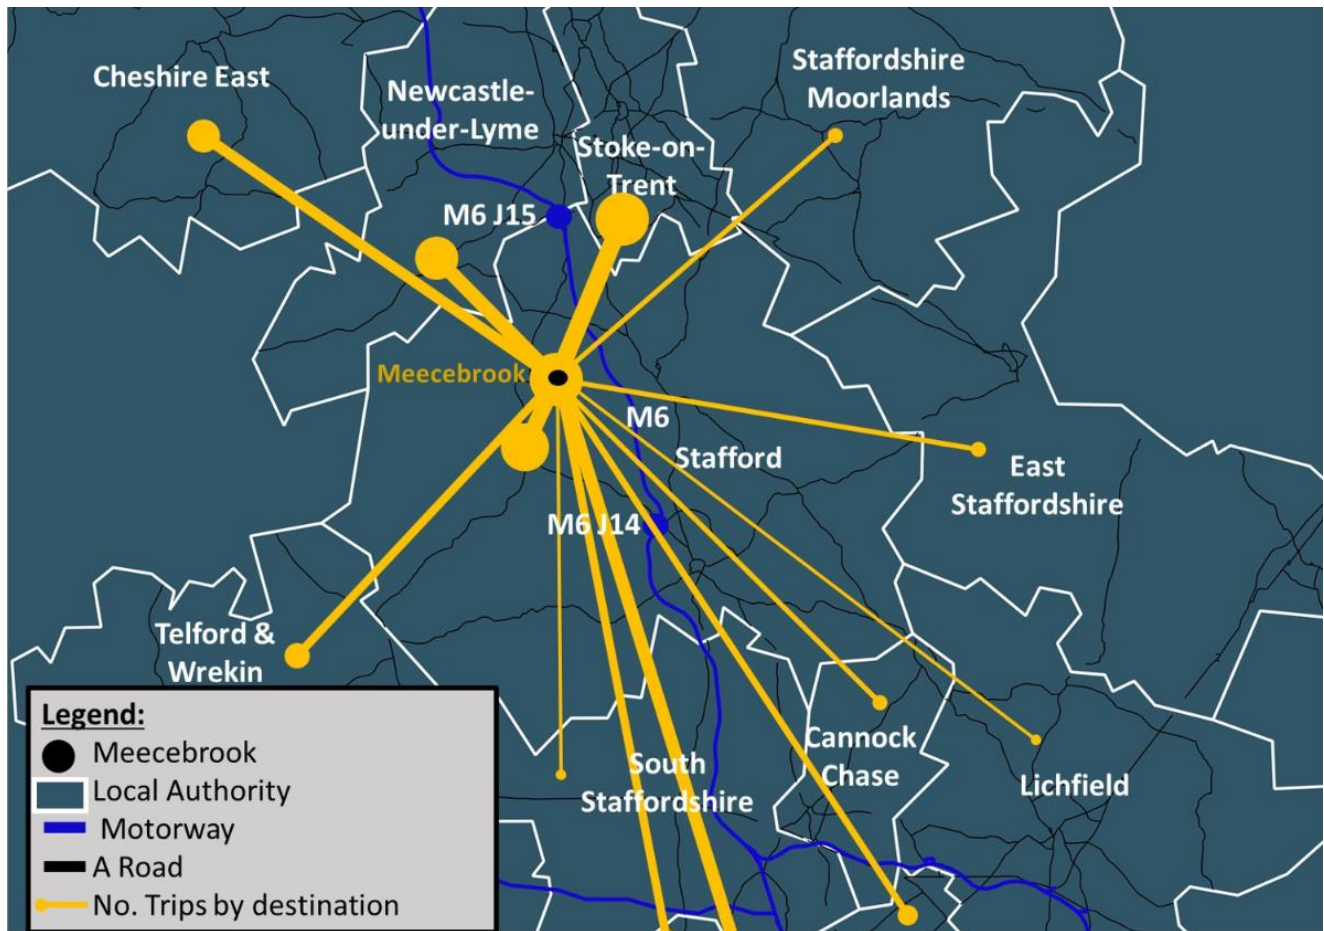 Cheshire East
Newcastle-
under-Lyme
Staffordshire
Moorlands
Stoke-on-
Trent
M6 J15
Meecebrook
M6
Stafford
East
Staffordshire
M6 J14
Telford &
Wrekin
South
Staffordshire
Cannock
Chase
Lichfield
Legend:
Meecebrook
Local Authority
Motorway
A Road
No. Trips by destination